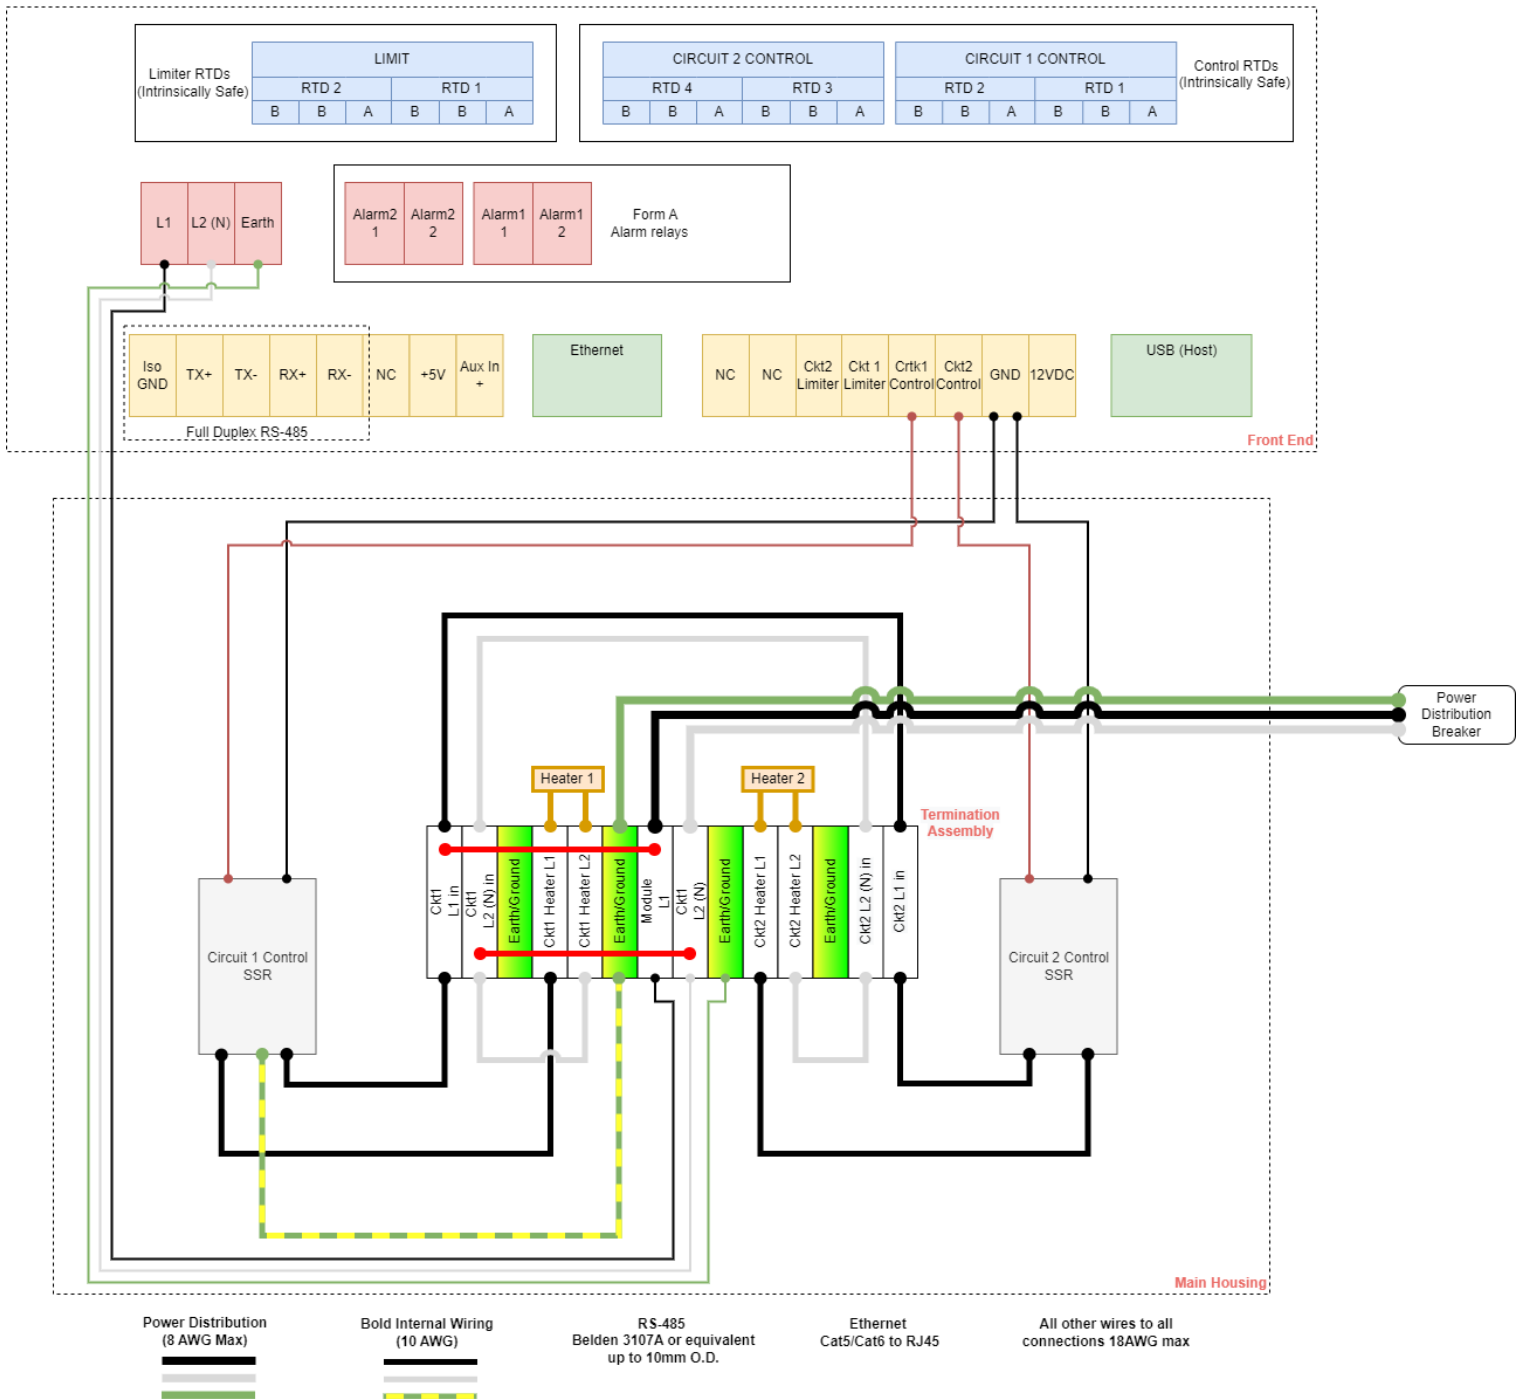 Limiter RTDs
(Intrinsically Safe)
LIMIT
RTD 2 RTD 1
B B A B B A
CIRCUIT 2 CONTROL CIRCUIT 1 CONTROL
RTD 4 RTD 3 RTD 2 RTD 1
B B A B B A B B A B B A
Control RTDs
(Intrinsically Safe)
L1 L2 (N) Earth
Alarm2 Alarm2 Alarm1 Alarm1
1 2 1 2
Form A
Alarm relays
Iso
GND
TX+ TX- RX+ RX- NC +5V
Aux In
+
Full Duplex RS-485
Ethernet
NC NC
Ckt2
Limiter
Ckt 1
Limiter
Crtk1
Control
Ckt2
Control
GND 12VDC
USB (Host)
Front End
Power
Distribution
Breaker
Heater 1 Heater 2
Termination
Assembly
Ckt1
L1 in
Ckt1
L2 (N) in
Earth/Ground
Ckt1 Heater L1
Ckt1 Heater L2
Earth/Ground
Module
L1
Ckt1
L2 (N)
Earth/Ground
Ckt2 Heater L1
Ckt2 Heater L2
Earth/Ground
Ckt2 L2 (N) in
Ckt2 L1 in
Circuit 1 Control
SSR
Circuit 2 Control
SSR
Main Housing
Power Distribution
(8 AWG Max)
Bold Internal Wiring
(10 AWG)
RS-485
Belden 3107A or equivalent
up to 10mm O.D.
Ethernet
Cat5/Cat6 to RJ45
All other wires to all
connections 18AWG max